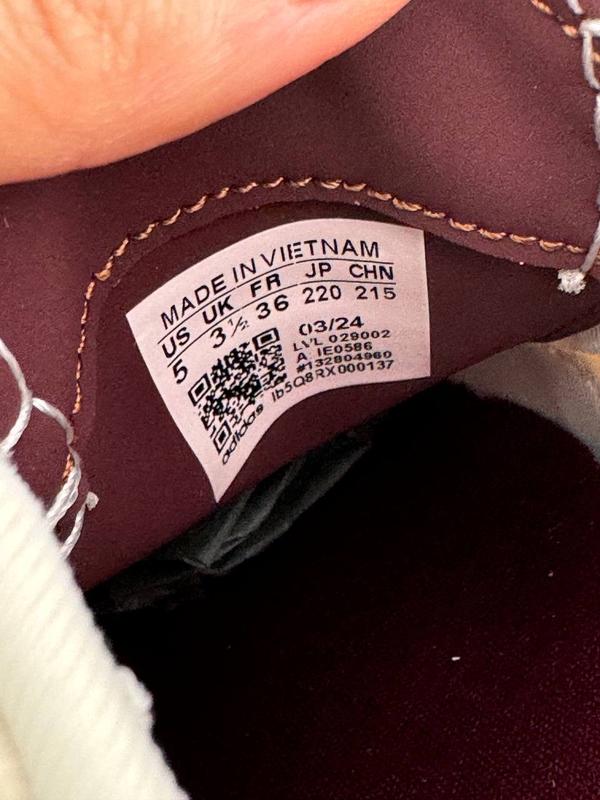 MADE IN VIETNAM
US UK FR JP CHN
5 3½ 36 220 215
03/24
LVL 029002
A. IE0586
#132804960
Ib5Q8RX000137
adidas